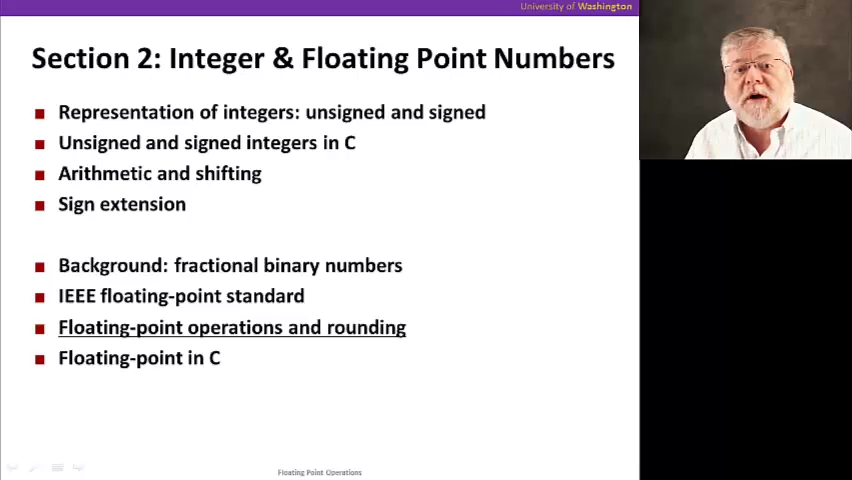 University of Washington
Section 2: Integer & Floating Point Numbers
Representation of integers: unsigned and signed
Unsigned and signed integers in C
Arithmetic and shifting
Sign extension
Background: fractional binary numbers
IEEE floating-point standard
Floating-point operations and rounding
Floating-point in C
Floating Point Operations